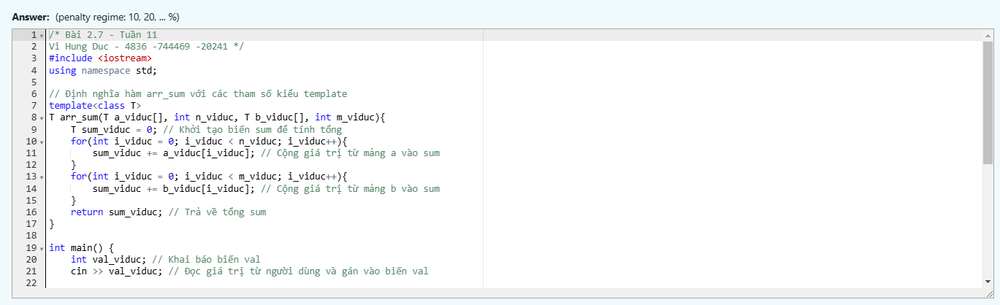 Answer: (penalty regime: 10, 20, ... %)
1 /* Bài 2.7 - Tuần 11
2 Vi Hung Duc - 4836 -744469 -20241 */
3 #include <iostream>
4 using namespace std;
5
6 // Định nghĩa hàm arr_sum với các tham số kiểu template
7 template<class T>
8 T arr_sum(T a_viduc[], int n_viduc, T b_viduc[], int m_viduc){
9     T sum_viduc = 0; // Khởi tạo biến sum để tính tổng
10     for(int i_viduc = 0; i_viduc < n_viduc; i_viduc++){
11         sum_viduc += a_viduc[i_viduc]; // Cộng giá trị từ mảng a vào sum
12     }
13     for(int i_viduc = 0; i_viduc < m_viduc; i_viduc++){
14         sum_viduc += b_viduc[i_viduc]; // Cộng giá trị từ mảng b vào sum
15     }
16     return sum_viduc; // Trả về tổng sum
17 }
18
19 int main() {
20     int val_viduc; // Khai báo biến val
21     cin >> val_viduc; // Đọc giá trị từ người dùng và gán vào biến val
22